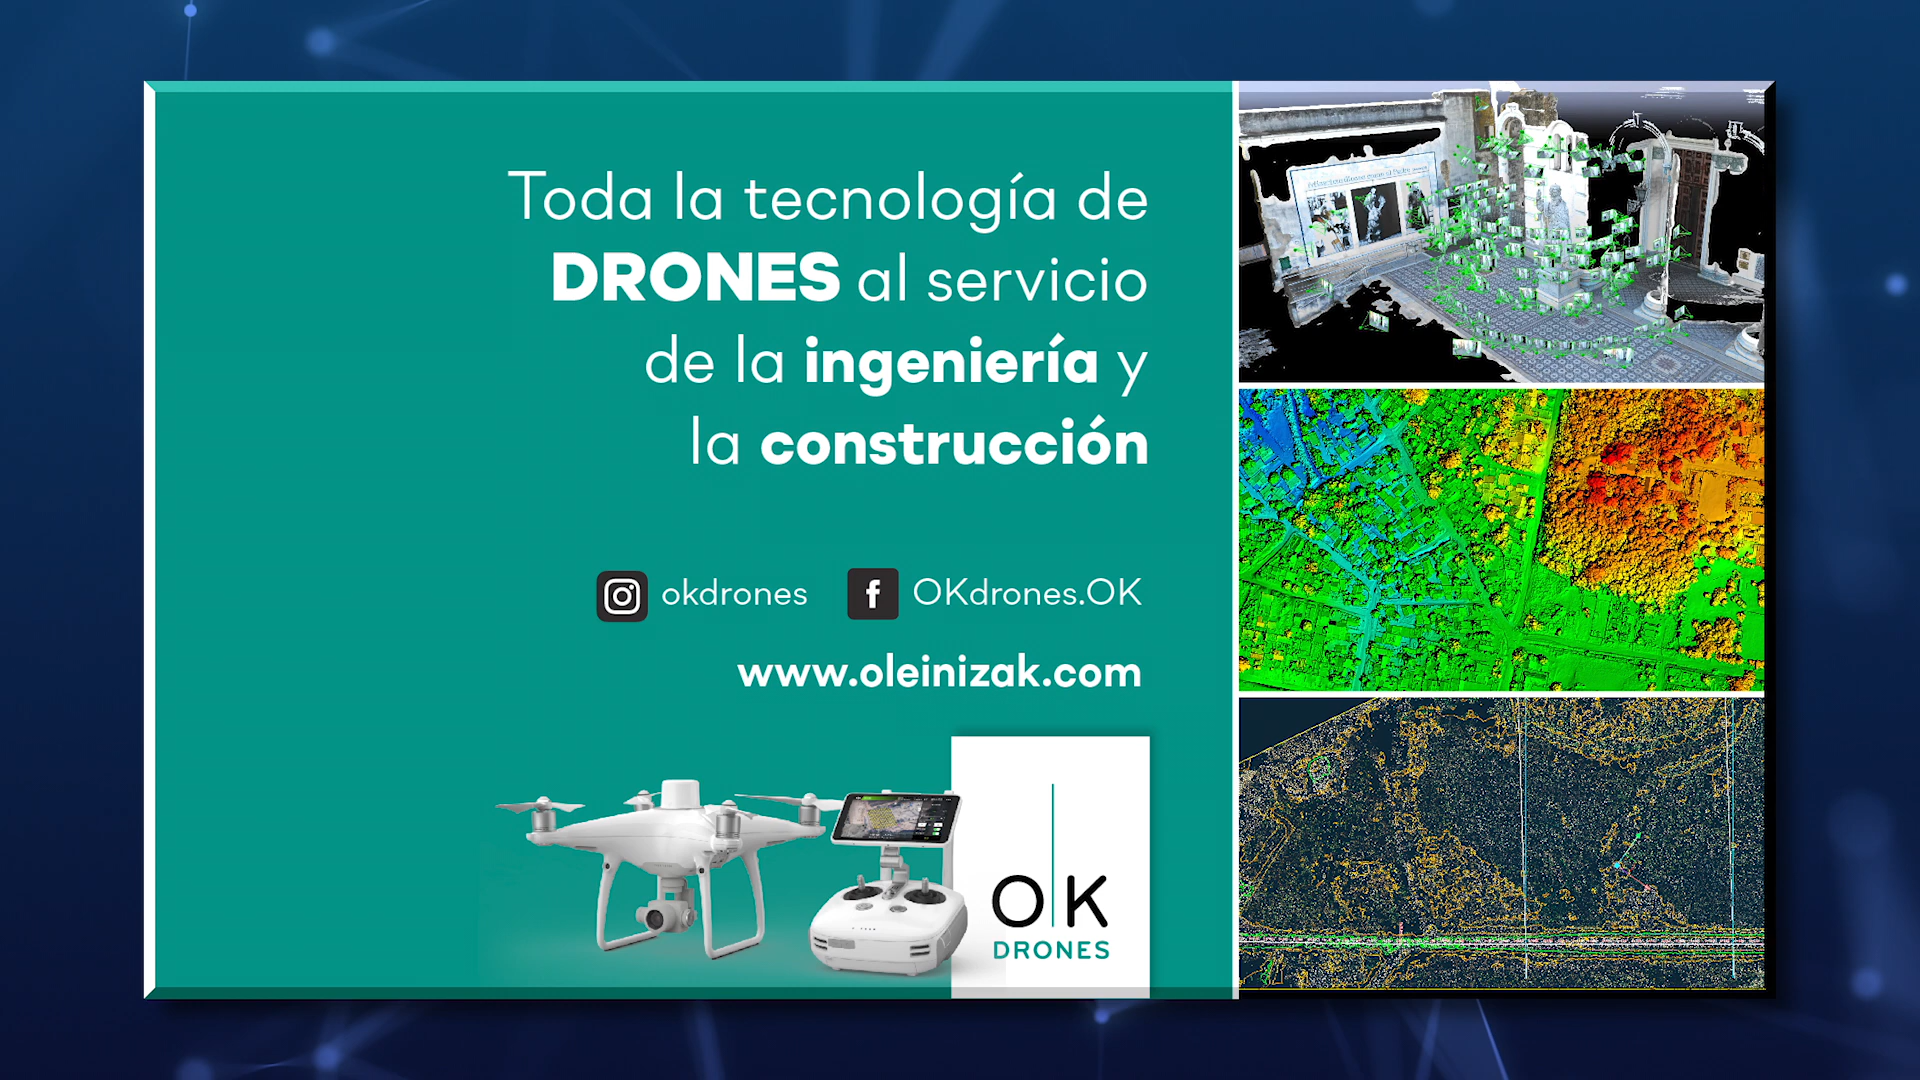 Toda la tecnología de
DRONES al servicio
de la ingeniería y
la construcción
okdrones
OKdrones.OK
www.oleinizak.com
OK
DRONES